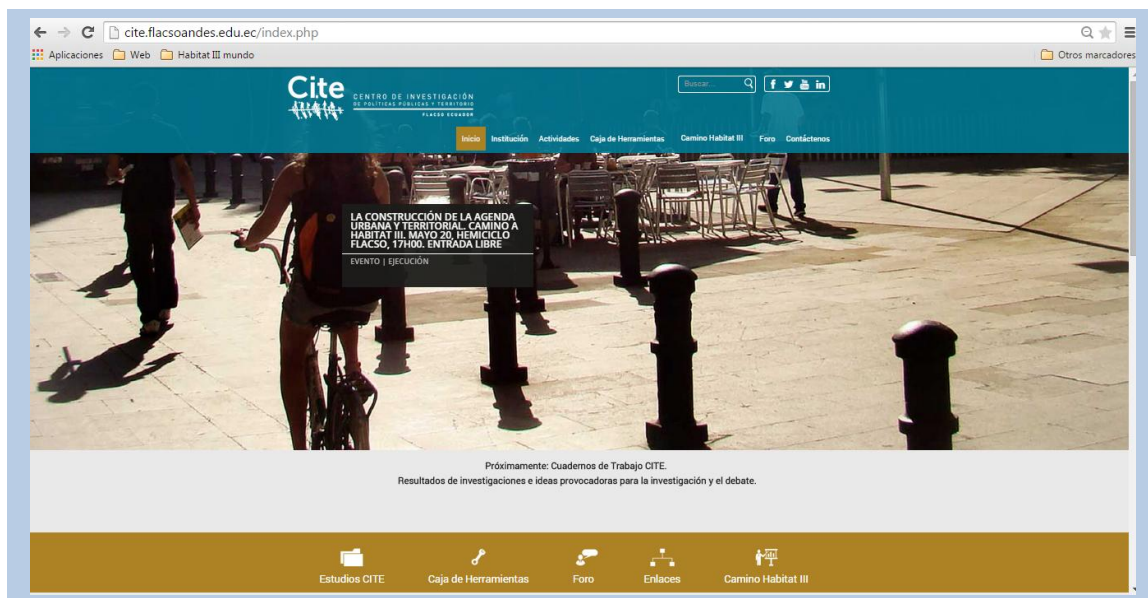 cite.flacsoandes.edu.ec/index.php
Aplicaciones Web Habitat III mundo Otros marcadores
Cite
CENTRO DE INVESTIGACIÓN
DE POLÍTICAS PÚBLICAS Y TERRITORIO
FLACSO ECUADOR
Buscar...
Inicio Institución Actividades Caja de Herramientas Camino Habitat III Foro Contáctenos
LA CONSTRUCCIÓN DE LA AGENDA
URBANA Y TERRITORIAL. CAMINO A
HABITAT III. MAYO 20, HEMICICLO
FLACSO, 17H00. ENTRADA LIBRE
EVENTO | EJECUCIÓN
Próximamente: Cuadernos de Trabajo CITE.
Resultados de investigaciones e ideas provocadoras para la investigación y el debate.
Estudios CITE Caja de Herramientas Foro Enlaces Camino Habitat III